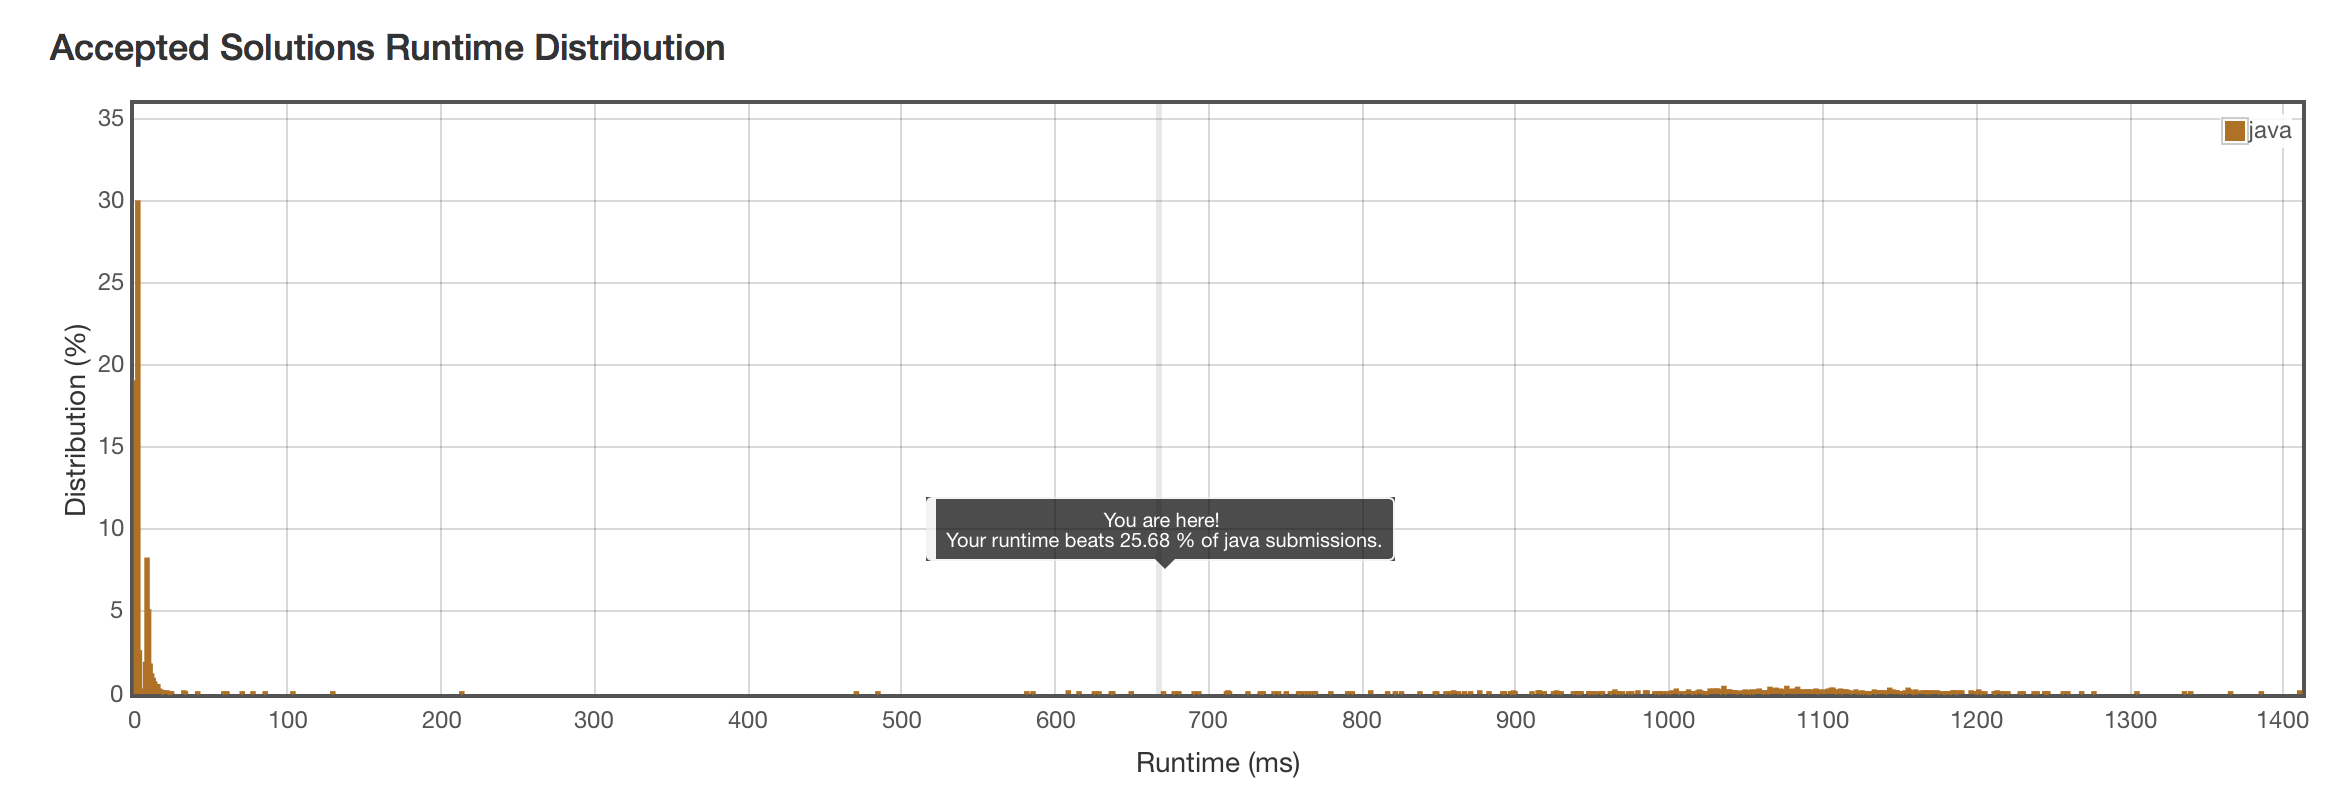 Accepted Solutions Runtime Distribution
35
java
30
25
20
15
10
5
0
Distribution (%)
You are here!
Your runtime beats 25.68 % of java submissions.
0 100 200 300 400 500 600 700 800 900 1000 1100 1200 1300 1400
Runtime (ms)